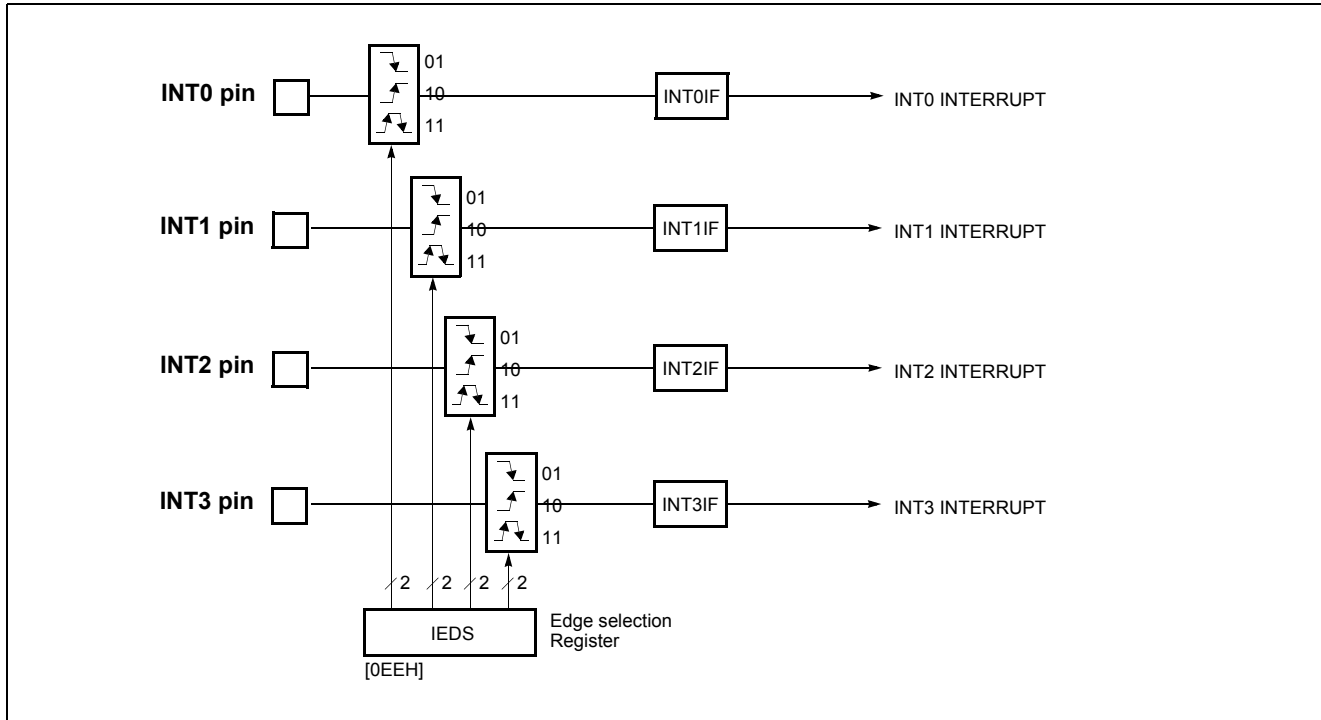 01
INT0 pin
10
INT0IF
INT0 INTERRUPT
11
01
INT1 pin
10
INT1IF
INT1 INTERRUPT
11
01
INT2 pin
10
INT2IF
INT2 INTERRUPT
11
01
INT3 pin
10
INT3IF
INT3 INTERRUPT
11
2 2 2 2
IEDS
Edge selection
Register
[0EEH]